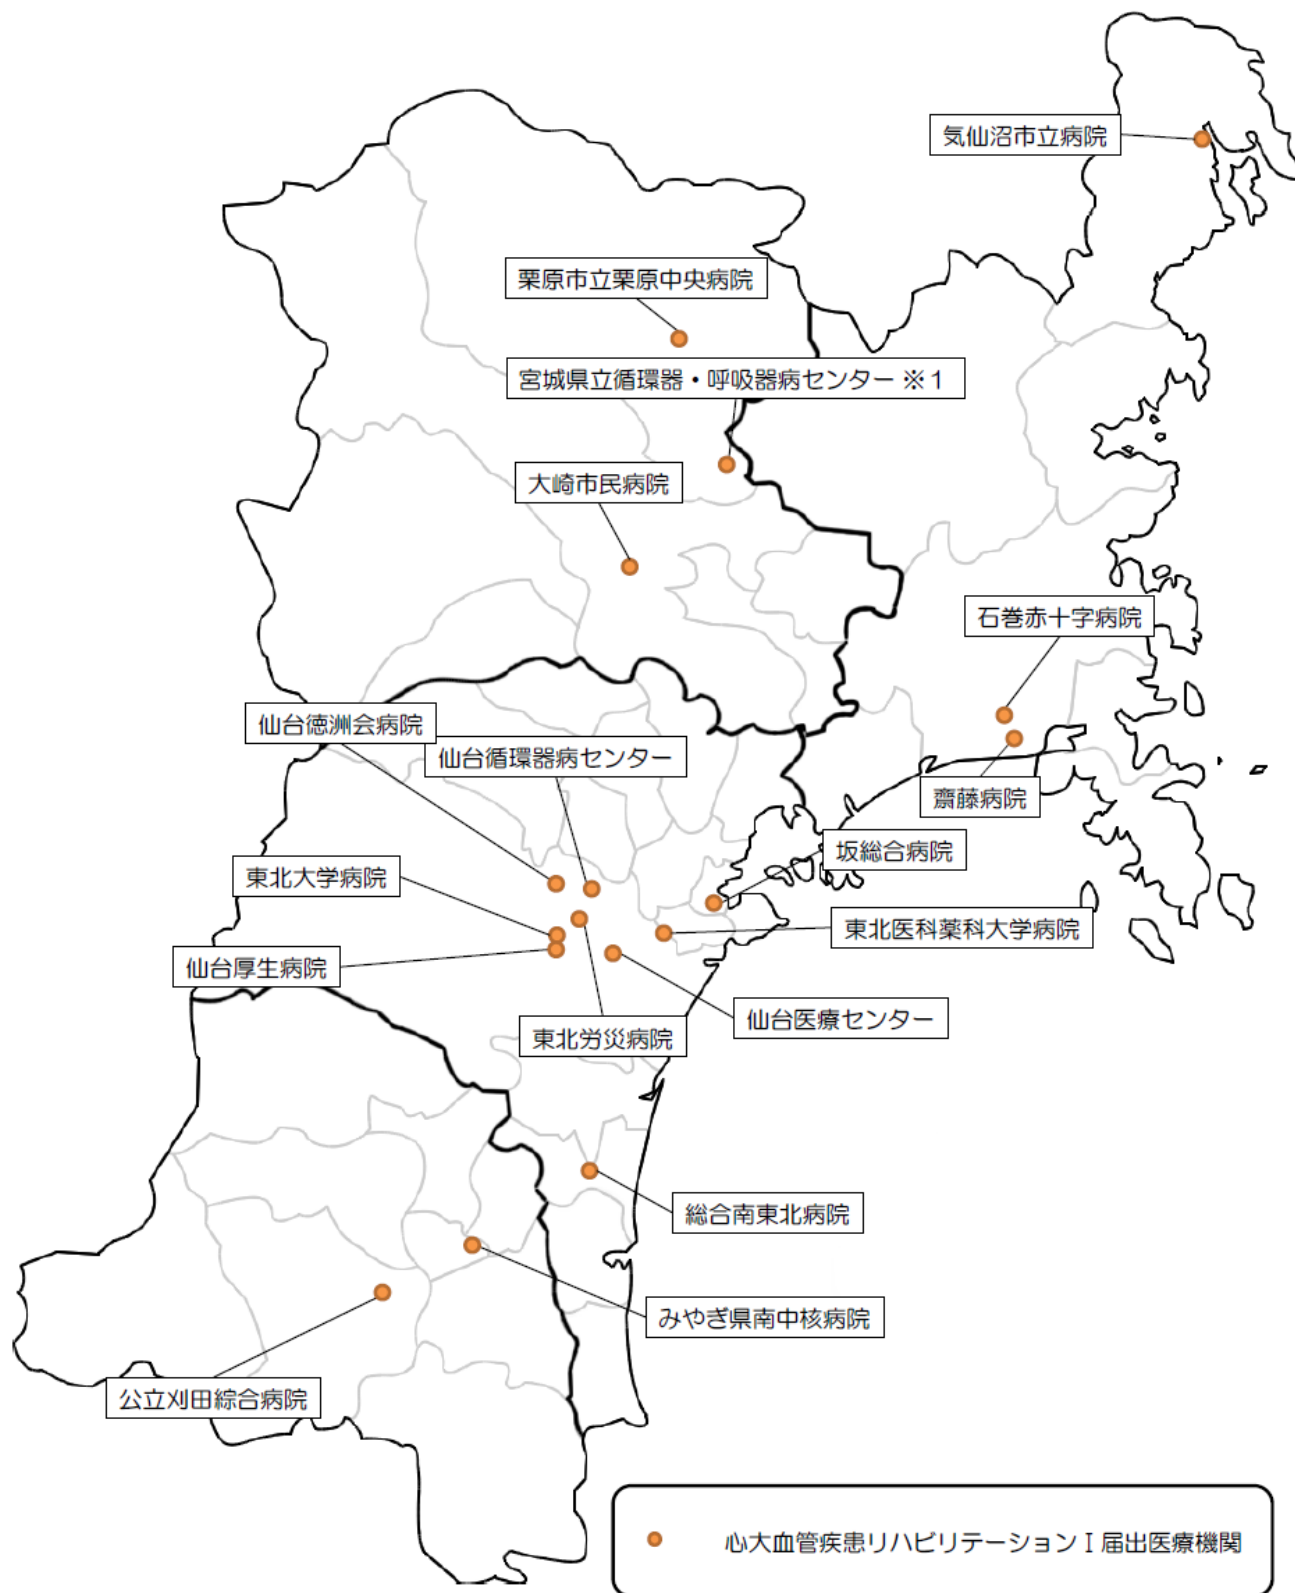 気仙沼市立病院
栗原市立栗原中央病院
宮城県立循環器・呼吸器病センター ※１
大崎市民病院
石巻赤十字病院
仙台徳洲会病院
仙台循環器病センター
齋藤病院
坂総合病院
東北大学病院
東北医科薬科大学病院
仙台厚生病院
仙台医療センター
東北労災病院
総合南東北病院
みやぎ県南中核病院
公立刈田綜合病院
心大血管疾患リハビリテーションⅠ届出医療機関